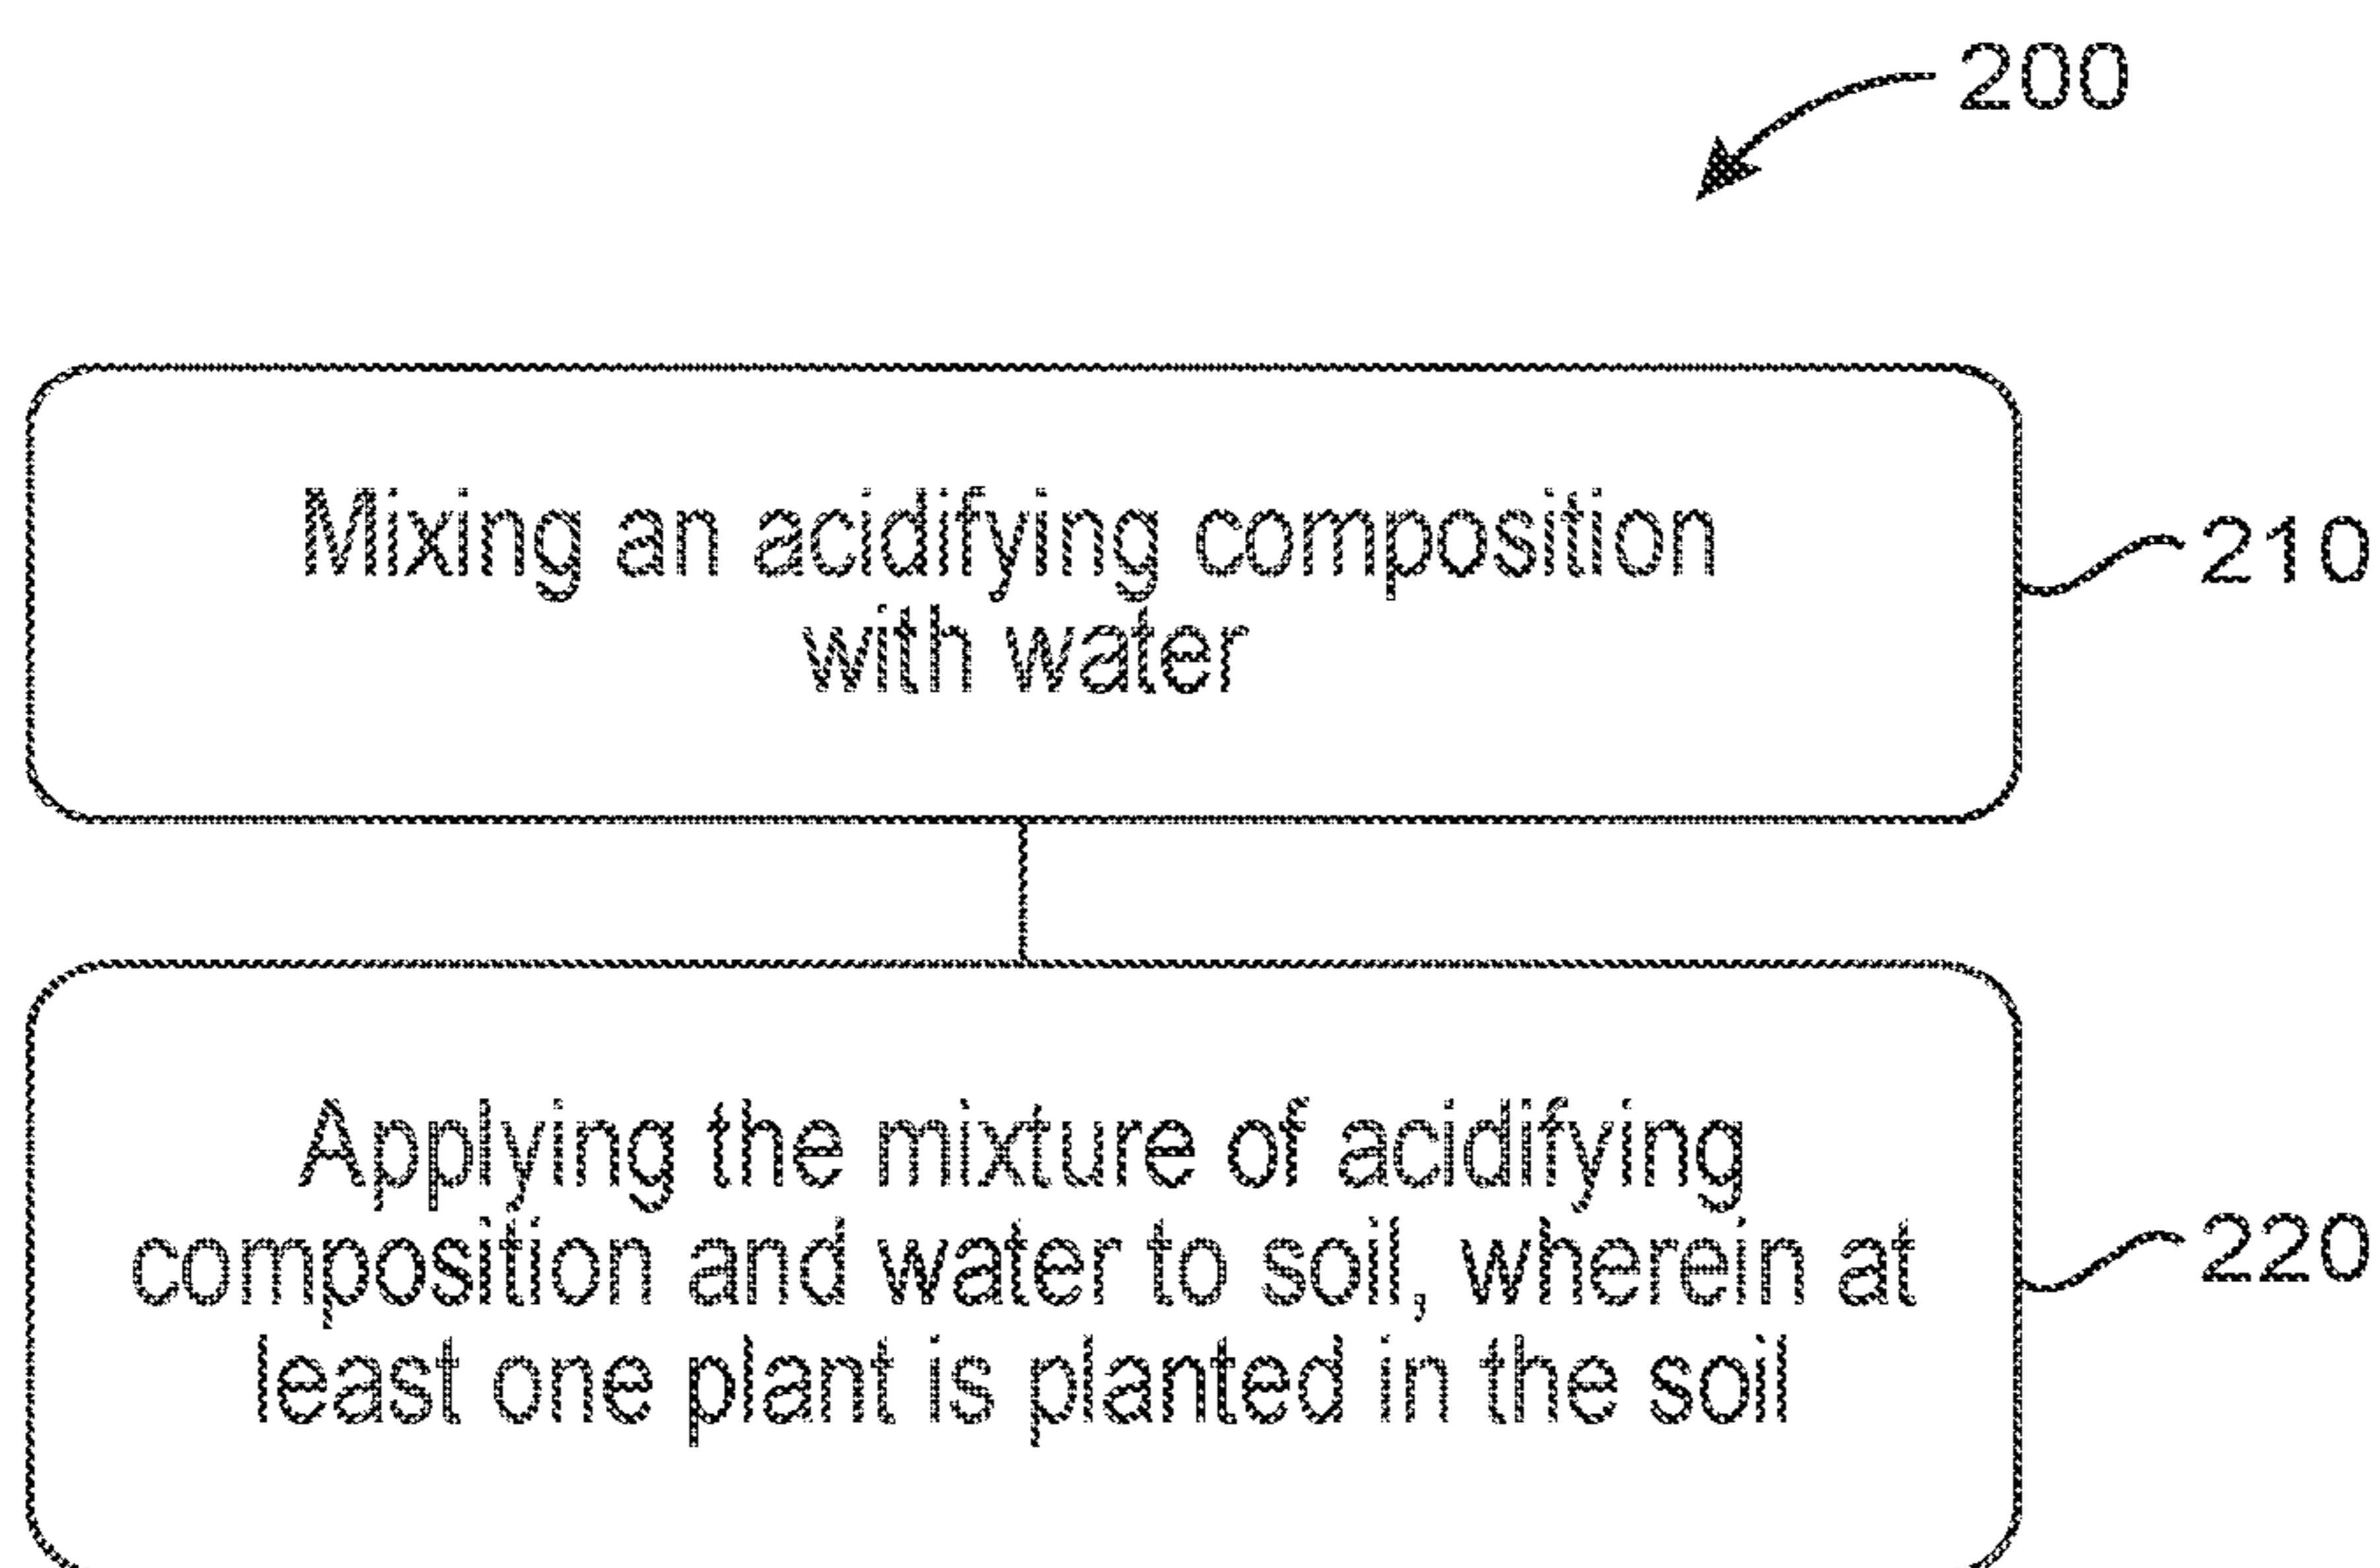 200
Mixing an acidifying composition
with water
210
Applying the mixture of acidifying
composition and water to soil, wherein at
least one plant is planted in the soil
220